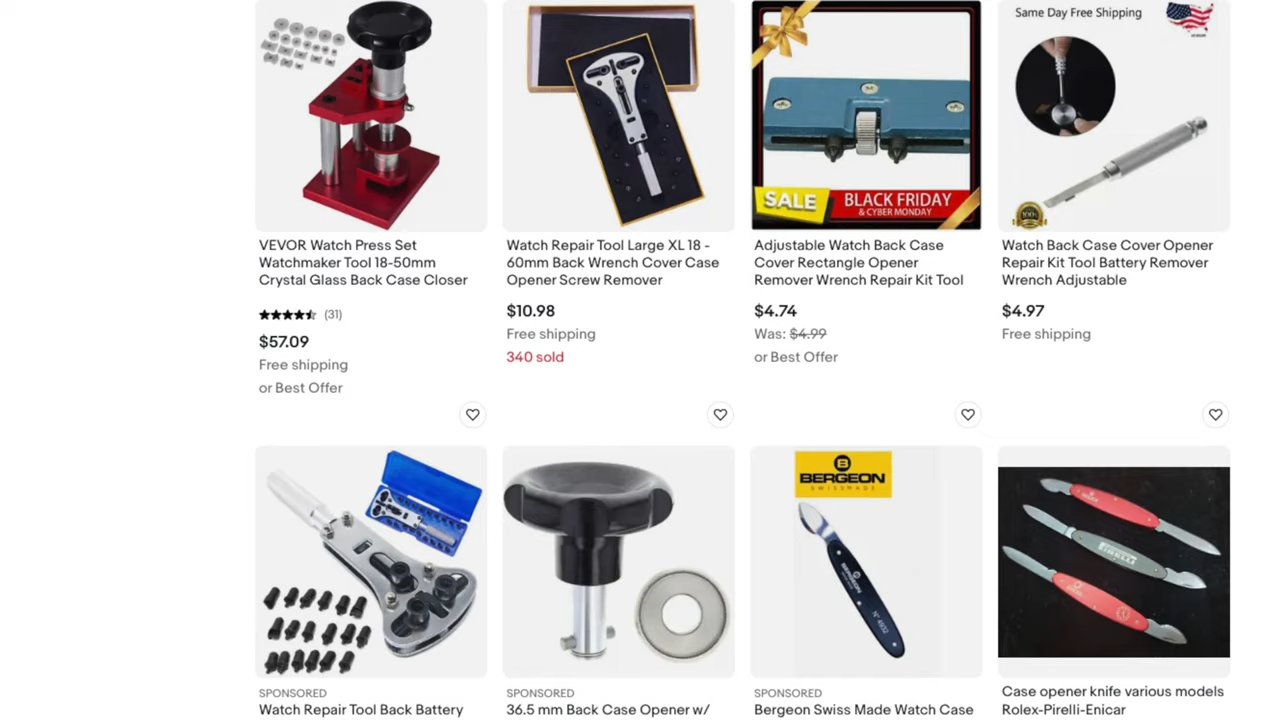 Same Day Free Shipping
SALE
BLACK FRIDAY
& CYBER MONDAY
100%
VEVOR Watch Press Set
Watchmaker Tool 18-50mm
Crystal Glass Back Case Closer
(31)
$57.09
Free shipping
or Best Offer
Watch Repair Tool Large XL 18 -
60mm Back Wrench Cover Case
Opener Screw Remover
$10.98
Free shipping
340 sold
Adjustable Watch Back Case
Cover Rectangle Opener
Remover Wrench Repair Kit Tool
$4.74
Was: $4.99
or Best Offer
Watch Back Case Cover Opener
Repair Kit Tool Battery Remover
Wrench Adjustable
$4.97
Free shipping
B
BERGEON
SWISSMADE
BERGEON
PIRELLI
SPONSORED
Watch Repair Tool Back Battery
SPONSORED
36.5 mm Back Case Opener w/
SPONSORED
Bergeon Swiss Made Watch Case
Case opener knife various models
Rolex-Pirelli-Enicar